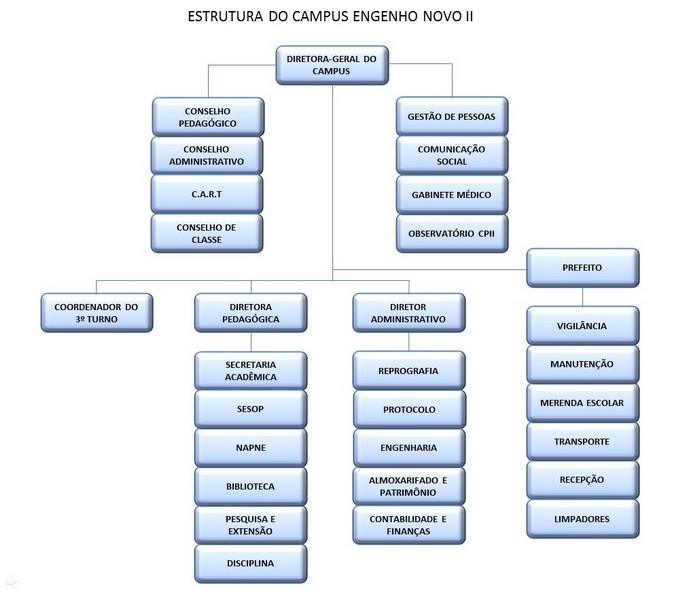 ESTRUTURA DO CAMPUS ENGENHO NOVO II
DIRETORA-GERAL DO
CAMPUS
CONSELHO
PEDAGÓGICO
CONSELHO
ADMINISTRATIVO
C.A.R.T
CONSELHO DE
CLASSE
GESTÃO DE PESSOAS
COMUNICAÇÃO
SOCIAL
GABINETE MÉDICO
OBSERVATÓRIO CPII
PREFEITO
VIGILÂNCIA
MANUTENÇÃO
MERENDA ESCOLAR
TRANSPORTE
RECEPÇÃO
LIMPADORES
COORDENADOR DO
3º TURNO
DIRETORA
PEDAGÓGICA
SECRETARIA
ACADÊMICA
SESOP
NAPNE
BIBLIOTECA
PESQUISA E
EXTENSÃO
DISCIPLINA
DIRETOR
ADMINISTRATIVO
REPROGRAFIA
PROTOCOLO
ENGENHARIA
ALMOXARIFADO E
PATRIMÔNIO
CONTABILIDADE E
FINANÇAS